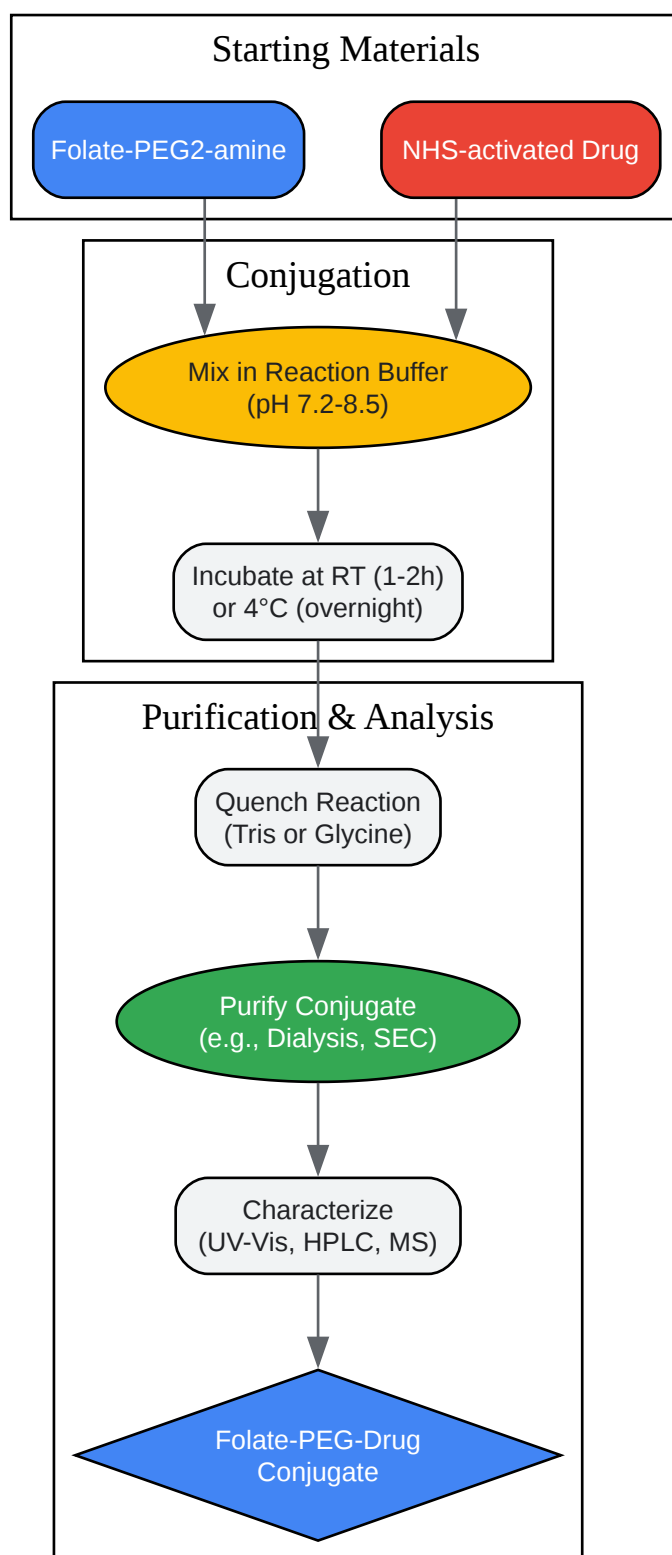 Starting Materials
Folate-PEG2-amine
NHS-activated Drug
Conjugation
Mix in Reaction Buffer
(pH 7.2-8.5)
Incubate at RT (1-2h)
or 4°C (overnight)
Purification & Analysis
Quench Reaction
(Tris or Glycine)
Purify Conjugate
(e.g., Dialysis, SEC)
Characterize
(UV-Vis, HPLC, MS)
Folate-PEG-Drug
Conjugate